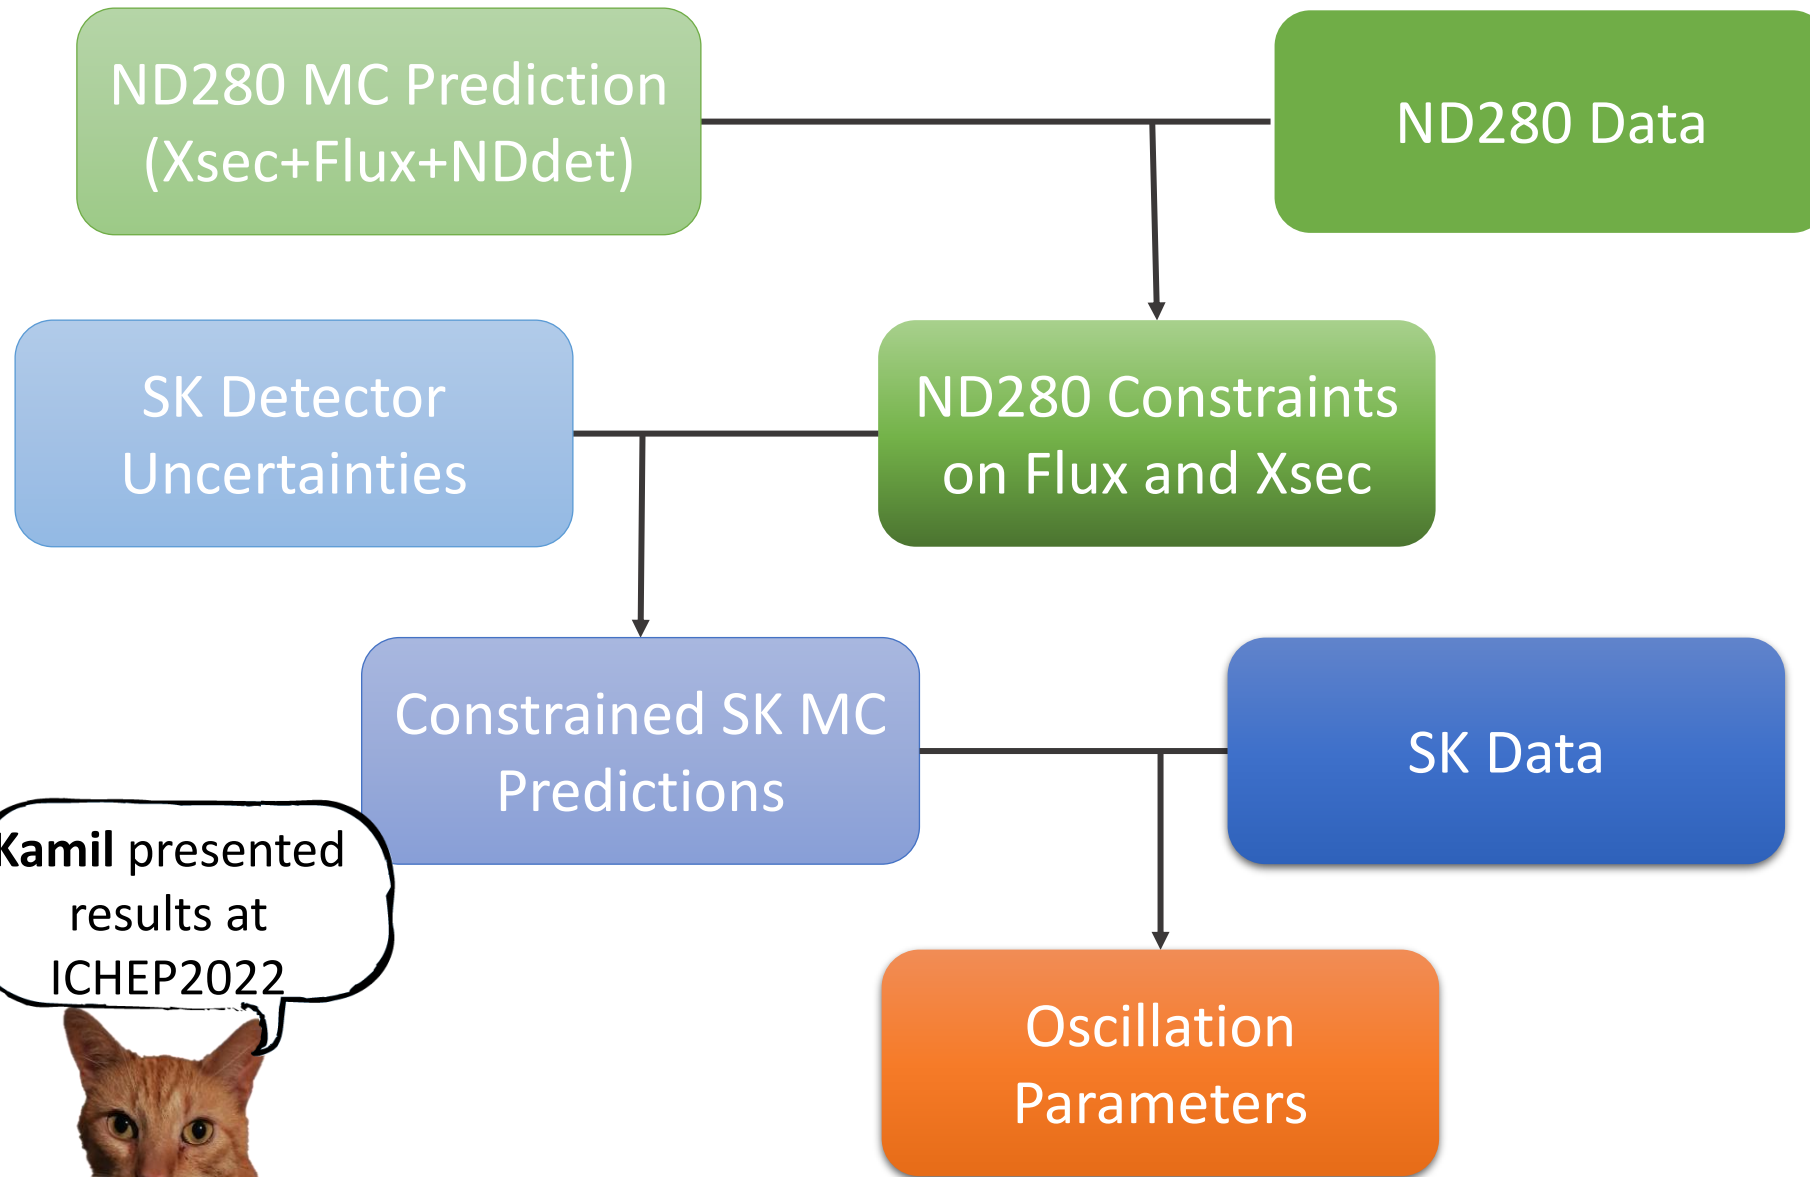 ND280 MC Prediction
(Xsec+Flux+NDdet)
ND280 Data
SK Detector
Uncertainties
ND280 Constraints
on Flux and Xsec
Constrained SK MC
Predictions
SK Data
Kamil presented
results at
ICHEP2022
Oscillation
Parameters